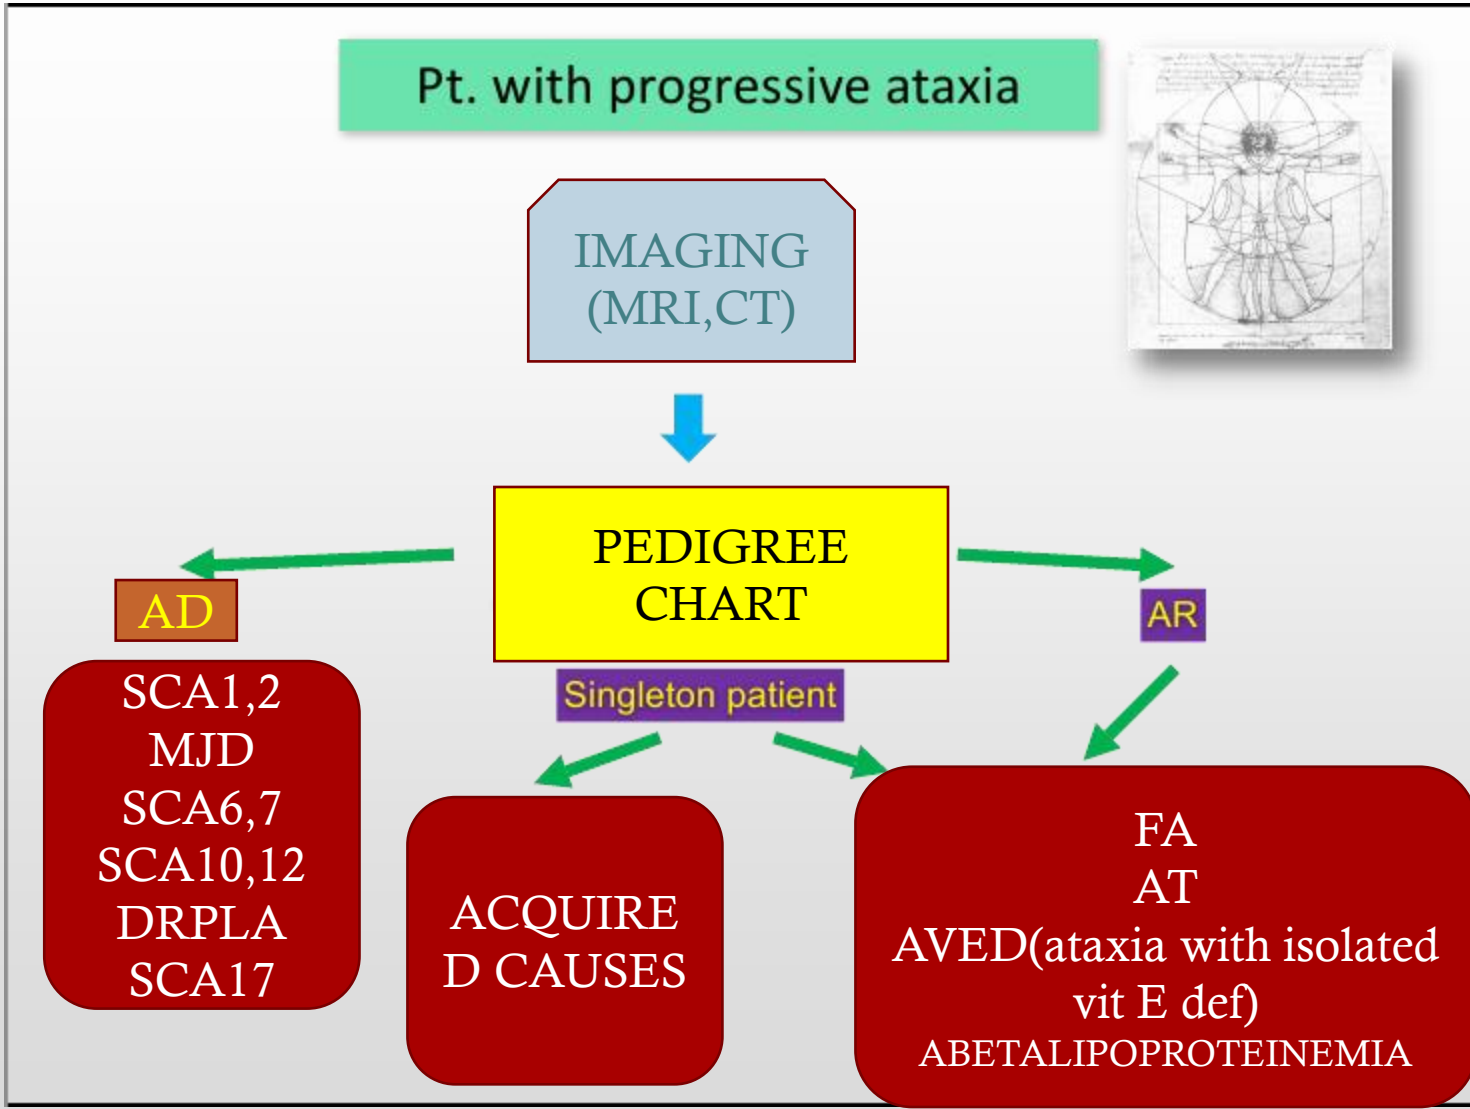 Pt. with progressive ataxia
IMAGING
(MRI,CT)
PEDIGREE
CHART
AD
AR
SCA1,2
MJD
SCA6,7
SCA10,12
DRPLA
SCA17
Singleton patient
ACQUIRE
D CAUSES
FA
AT
AVED(ataxia with isolated
vit E def)
ABETALIPOPROTEINEMIA